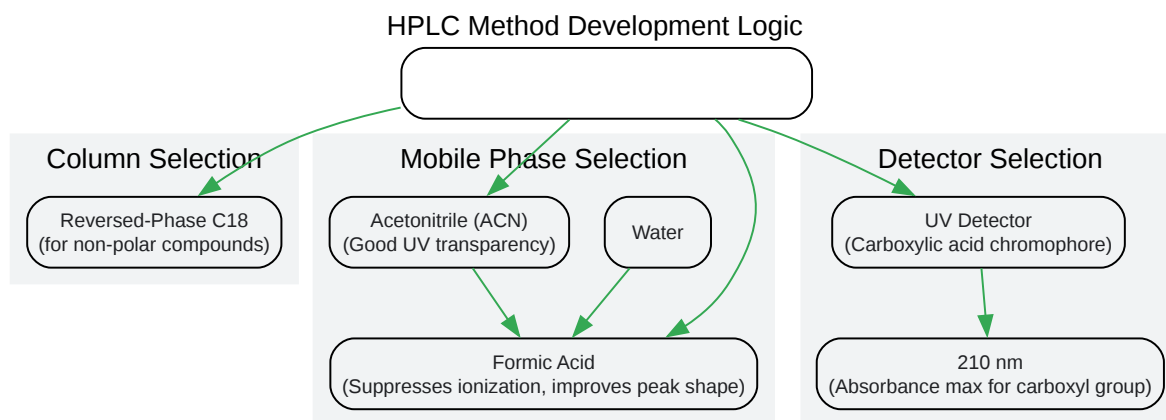 HPLC Method Development Logic
Column Selection
Reversed-Phase C18
(for non-polar compounds)
Mobile Phase Selection
Acetonitrile (ACN)
(Good UV transparency)
Water
Formic Acid
(Suppresses ionization, improves peak shape)
Detector Selection
UV Detector
(Carboxylic acid chromophore)
210 nm
(Absorbance max for carboxyl group)